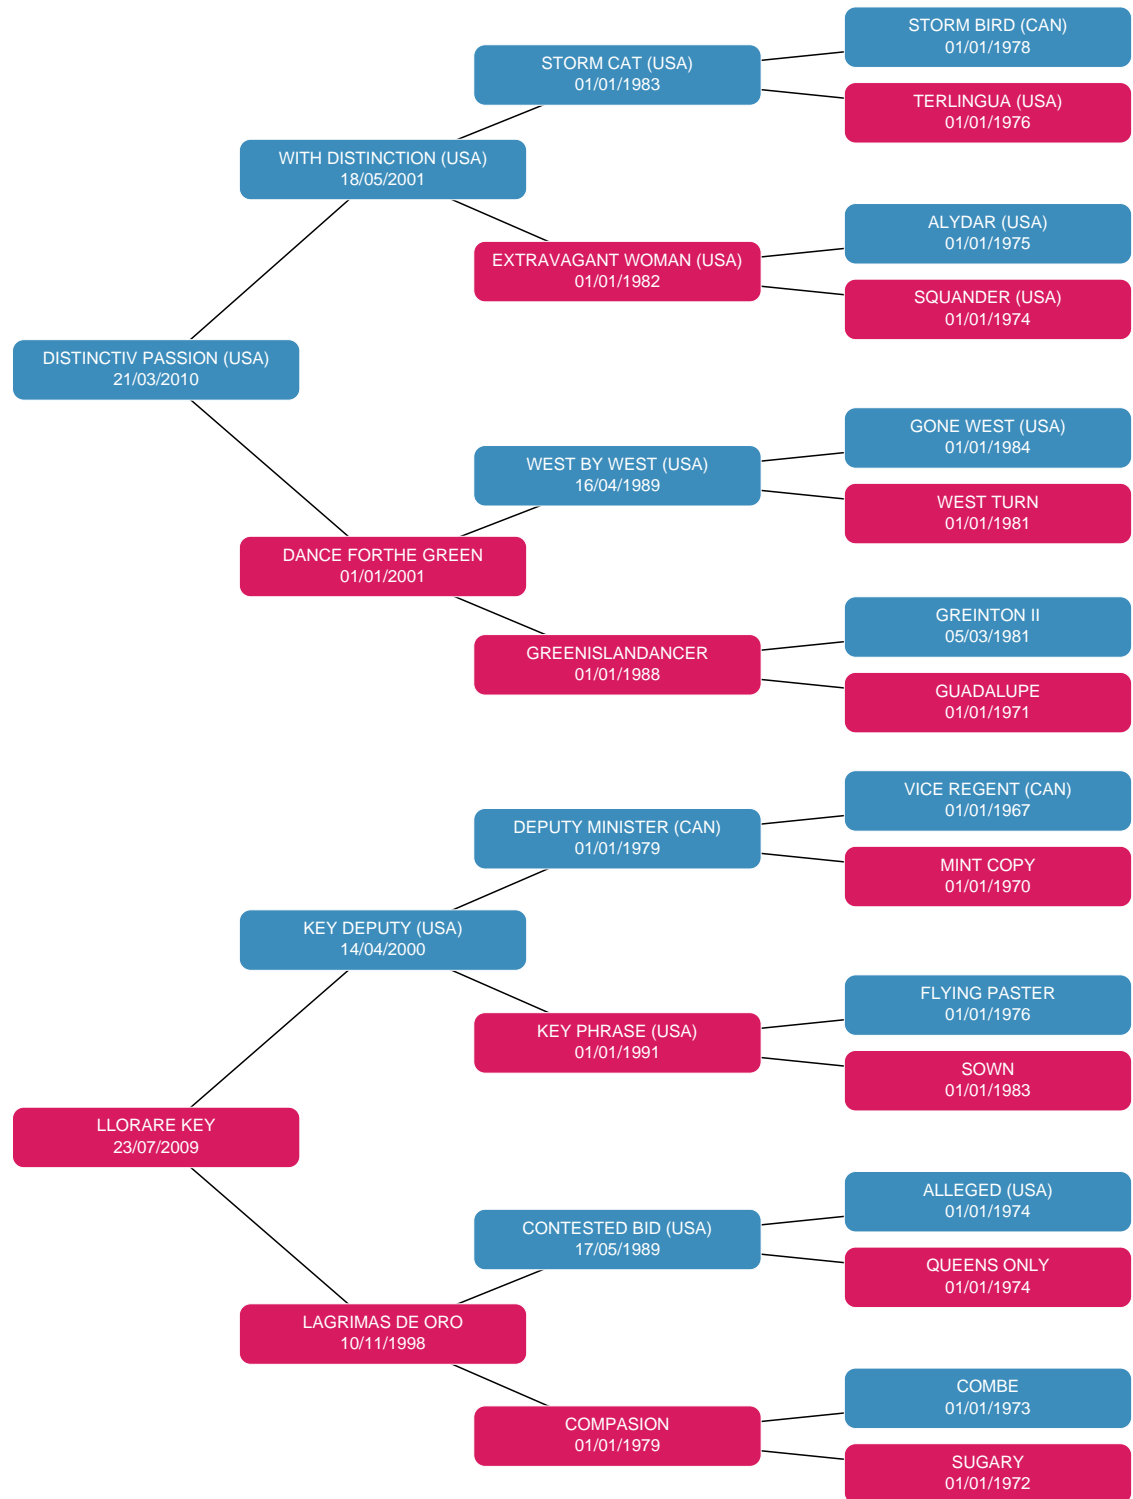 STORM BIRD (CAN)
01/01/1978
STORM CAT (USA)
01/01/1983
TERLINGUA (USA)
01/01/1976
WITH DISTINCTION (USA)
18/05/2001
ALYDAR (USA)
01/01/1975
EXTRAVAGANT WOMAN (USA)
01/01/1982
SQUANDER (USA)
01/01/1974
DISTINCTIV PASSION (USA)
21/03/2010
GONE WEST (USA)
01/01/1984
WEST BY WEST (USA)
16/04/1989
WEST TURN
01/01/1981
DANCE FORTHE GREEN
01/01/2001
GREINTON II
05/03/1981
GREENISLANDANCER
01/01/1988
GUADALUPE
01/01/1971
VICE REGENT (CAN)
01/01/1967
DEPUTY MINISTER (CAN)
01/01/1979
MINT COPY
01/01/1970
KEY DEPUTY (USA)
14/04/2000
FLYING PASTER
01/01/1976
KEY PHRASE (USA)
01/01/1991
SOWN
01/01/1983
LLORARE KEY
23/07/2009
ALLEGED (USA)
01/01/1974
CONTESTED BID (USA)
17/05/1989
QUEENS ONLY
01/01/1974
LAGRIMAS DE ORO
10/11/1998
COMBE
01/01/1973
COMPASION
01/01/1979
SUGARY
01/01/1972